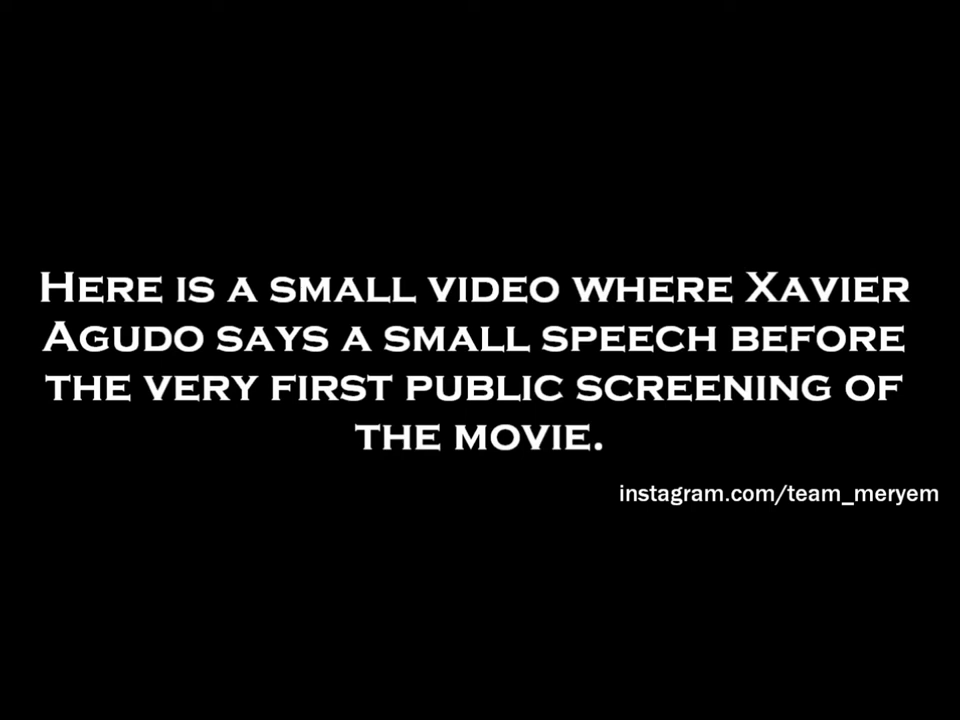 Here is a small video where Xavier
Agudo says a small speech before
the very first public screening of
the movie.
instagram.com/team_meryem